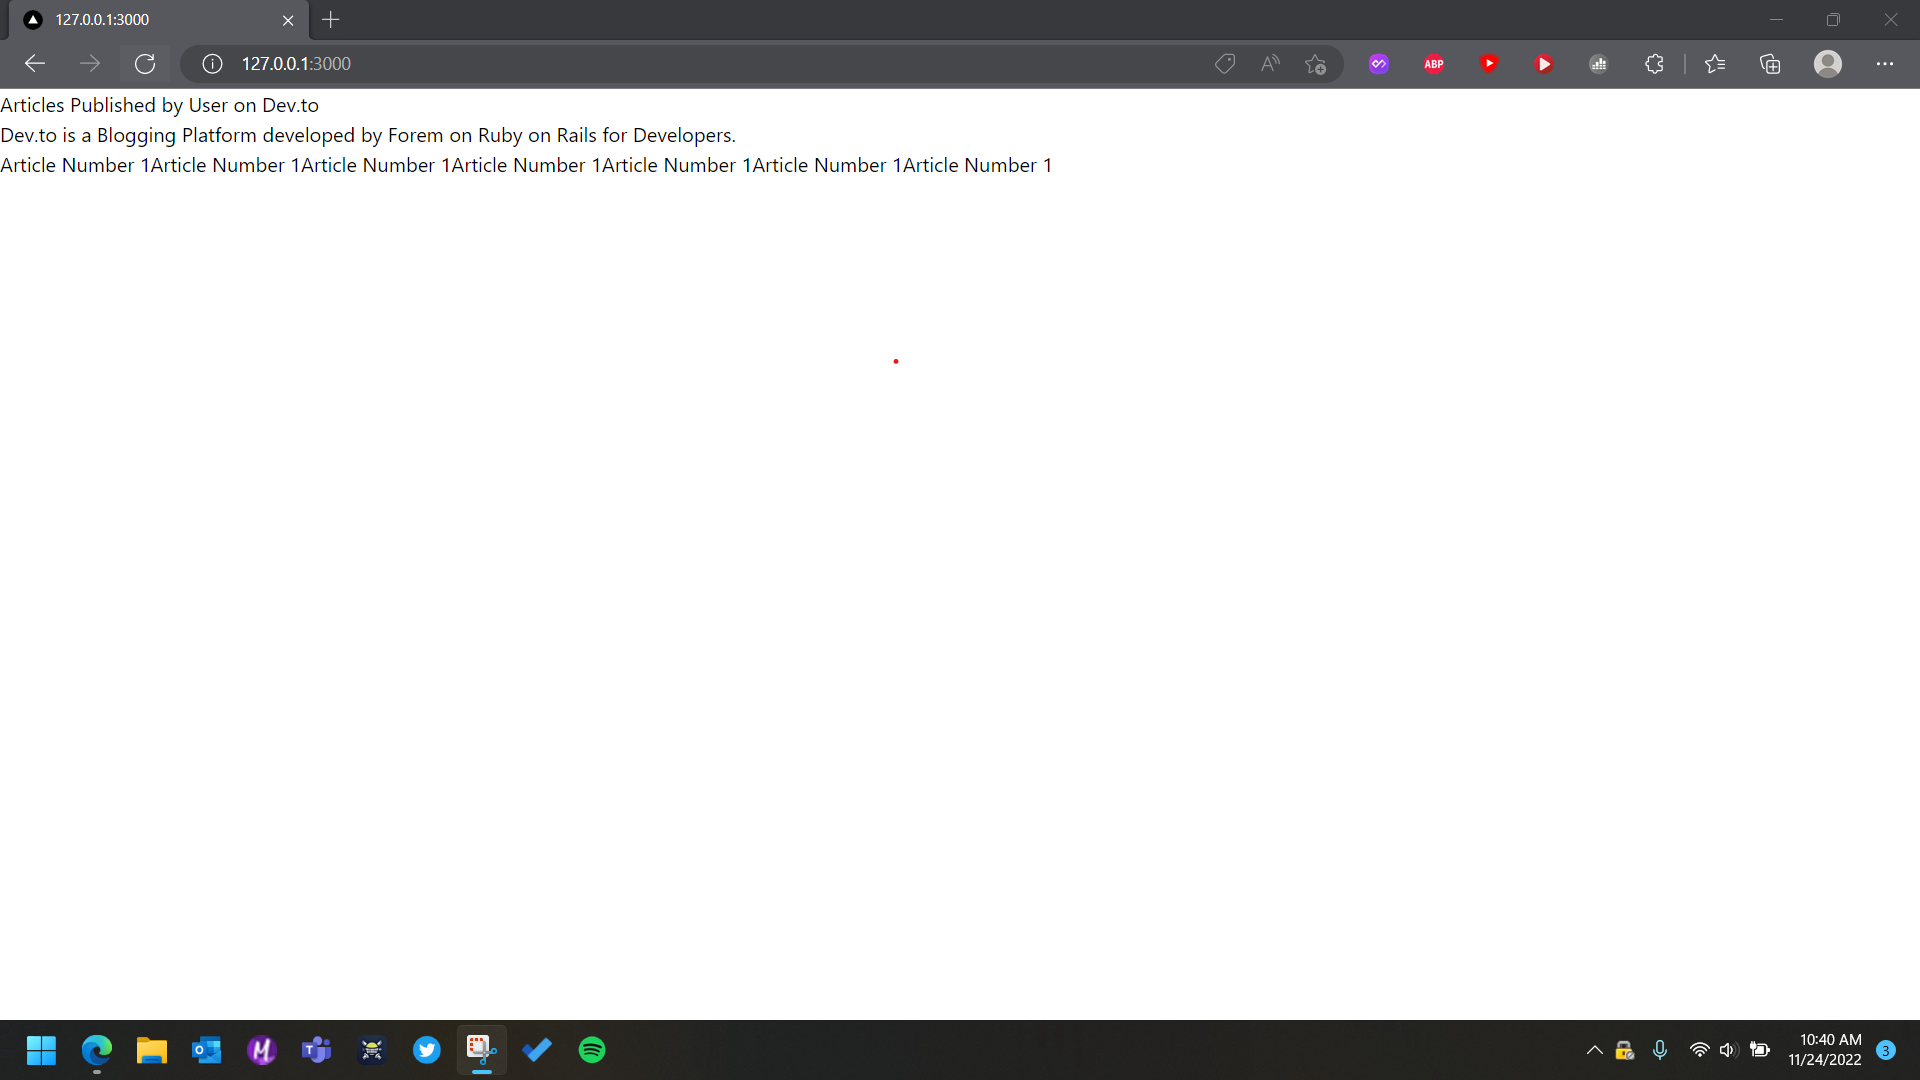 127.0.0.1:3000
127.0.0.1:3000
ABP
Articles Published by User on Dev.to
Dev.to is a Blogging Platform developed by Forem on Ruby on Rails for Developers.
Article Number 1Article Number 1Article Number 1Article Number 1Article Number 1Article Number 1Article Number 1
10:40 AM
11/24/2022
3